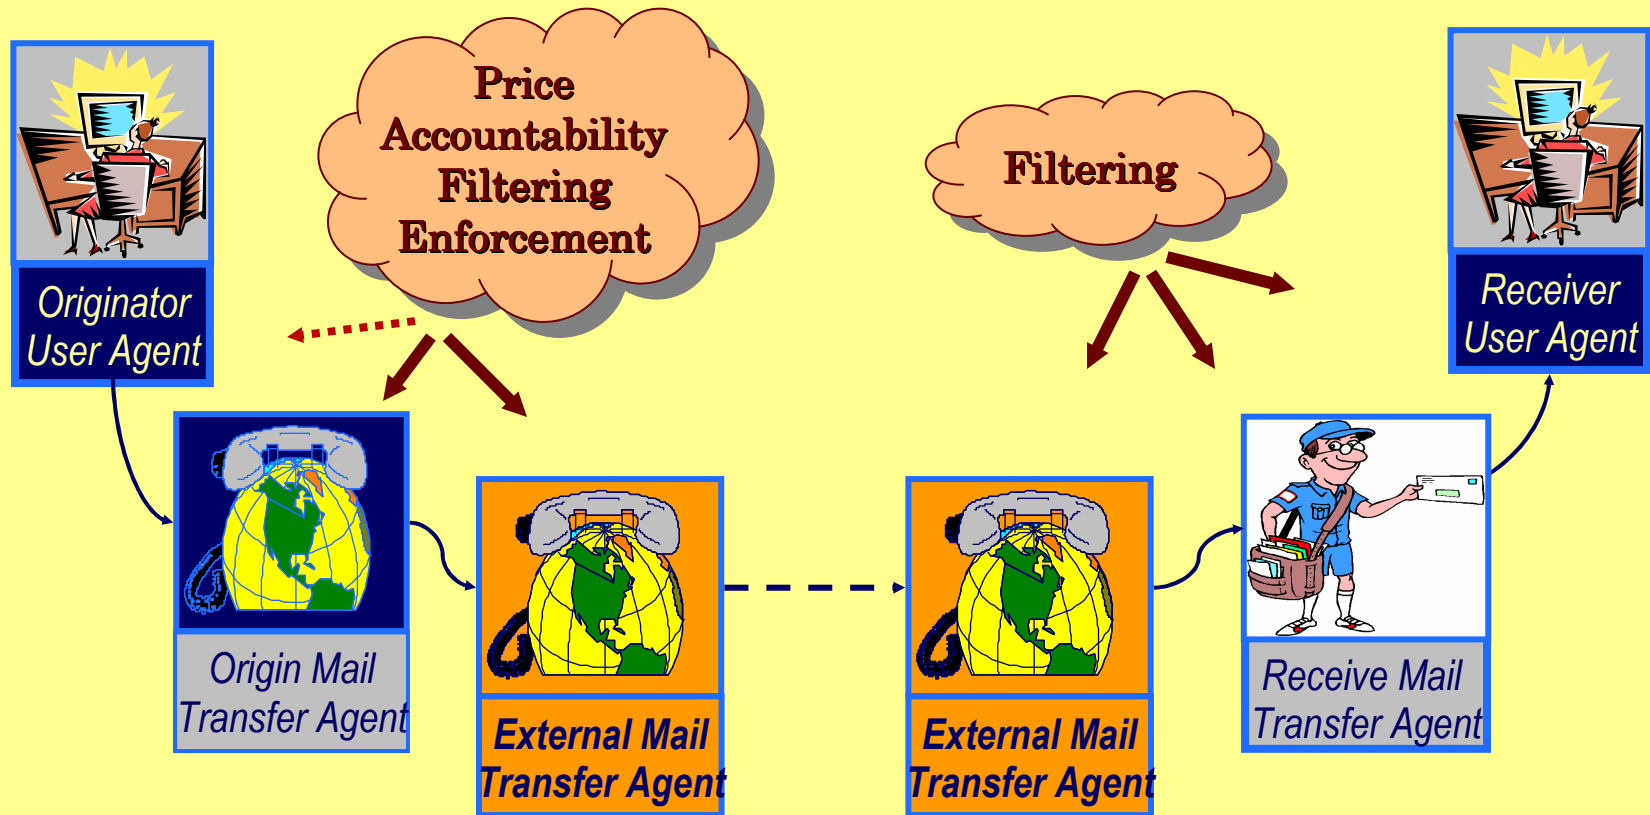 Price
Accountability
Filtering
Enforcement
Filtering
Originator
User Agent
Receiver
User Agent
Origin Mail
Transfer Agent
External Mail
Transfer Agent
External Mail
Transfer Agent
Receive Mail
Transfer Agent